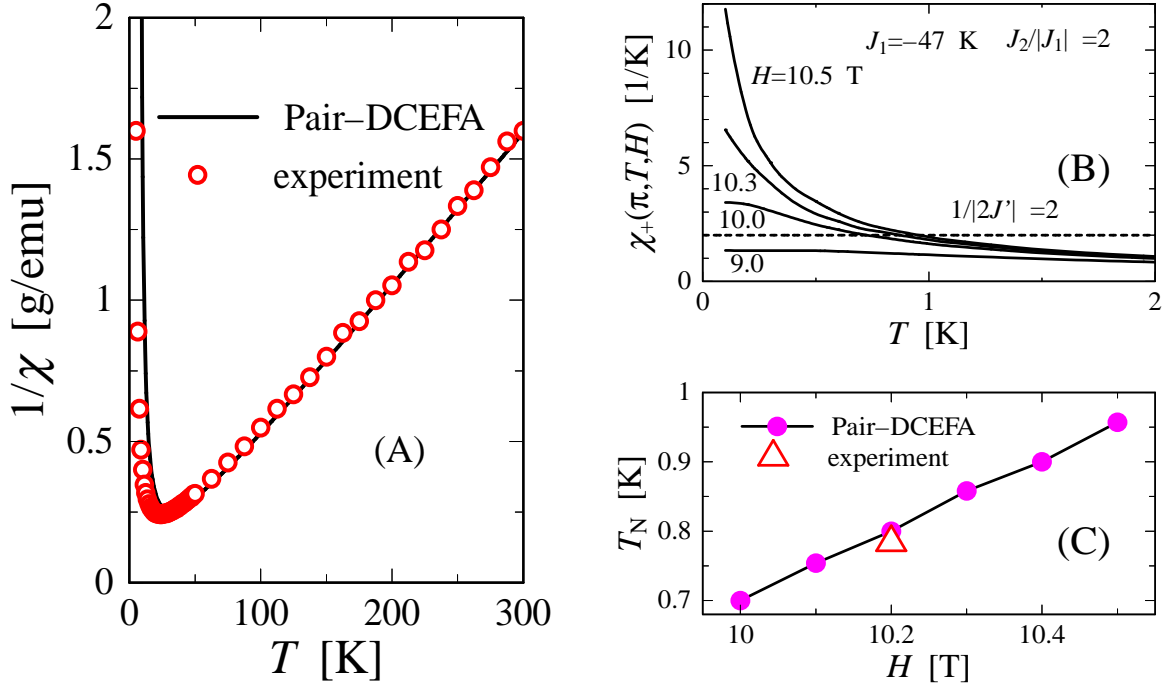 2
1.5
1
0.5
0
0 100 200 300
1/χ [g/emu]
T [K]
Pair−DCEFA
experiment
(A)
10
5
0
0 1 2
χ+(π,T,H) [1/K]
T [K]
J1=−47 K J2/|J1| =2
H=10.5 T
10.3
10.0
9.0
1/|2J'| =2
(B)
1
0.9
0.8
0.7
10 10.2 10.4
TN [K]
H [T]
Pair−DCEFA
experiment
(C)